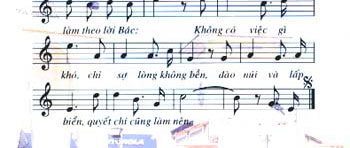 làm theo lời Bác: Không có việc gì
khó, chỉ sợ lòng không bền, đào núi và lấp
biển, quyết chí cũng làm nên.